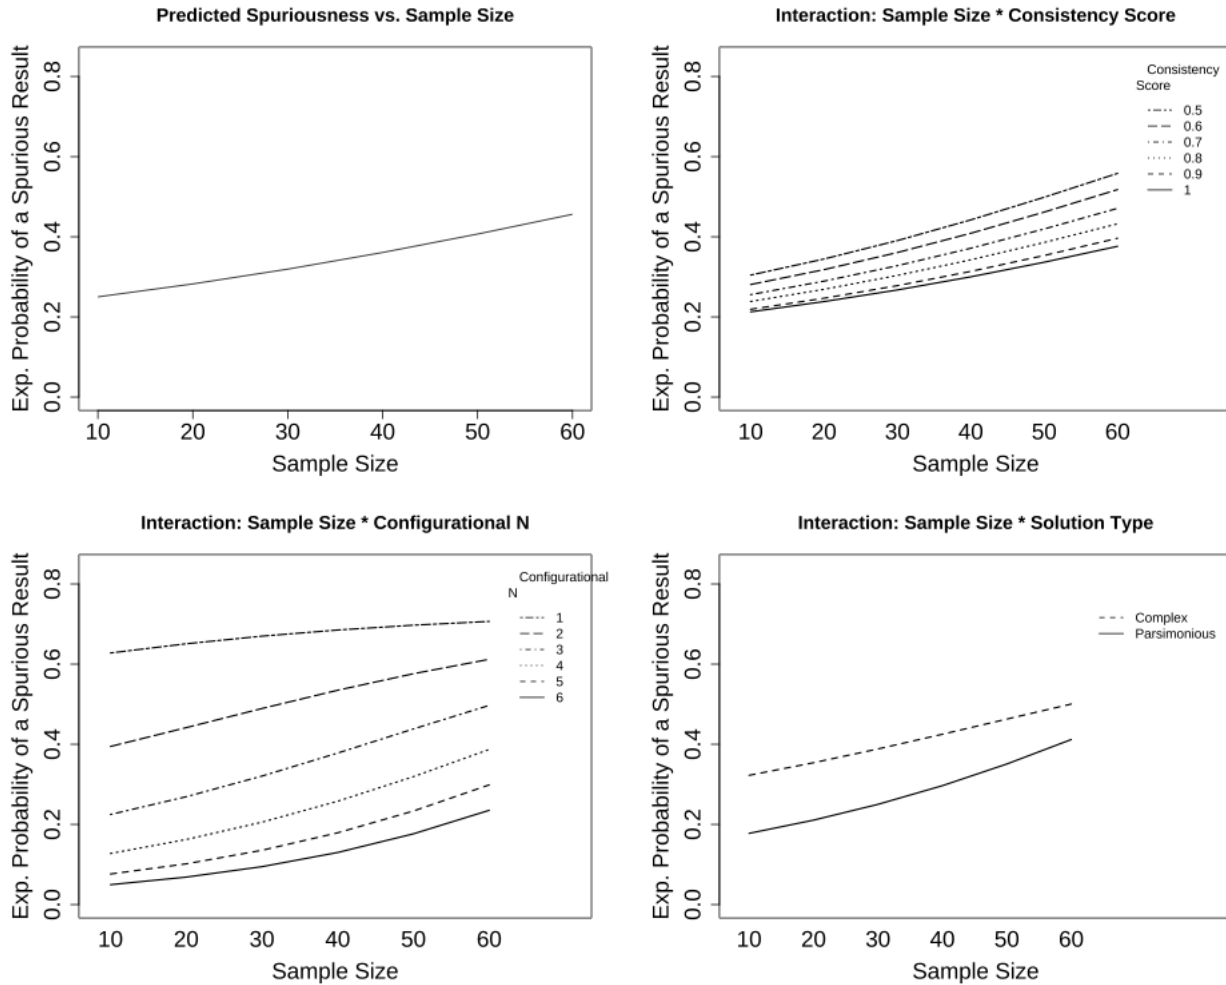 Predicted Spuriousness vs. Sample Size
Exp. Probability of a Spurious Result
0.8
0.6
0.4
0.2
0.0
10 20 30 40 50 60
Sample Size
Interaction: Sample Size * Consistency Score
Exp. Probability of a Spurious Result
0.8
0.6
0.4
0.2
0.0
Consistency
Score
0.5
0.6
0.7
0.8
0.9
1
10 20 30 40 50 60
Sample Size
Interaction: Sample Size * Configurational N
Exp. Probability of a Spurious Result
0.8
0.6
0.4
0.2
0.0
Configurational
N
1
2
3
4
5
6
10 20 30 40 50 60
Sample Size
Interaction: Sample Size * Solution Type
Exp. Probability of a Spurious Result
0.8
0.6
0.4
0.2
0.0
Complex
Parsimonious
10 20 30 40 50 60
Sample Size